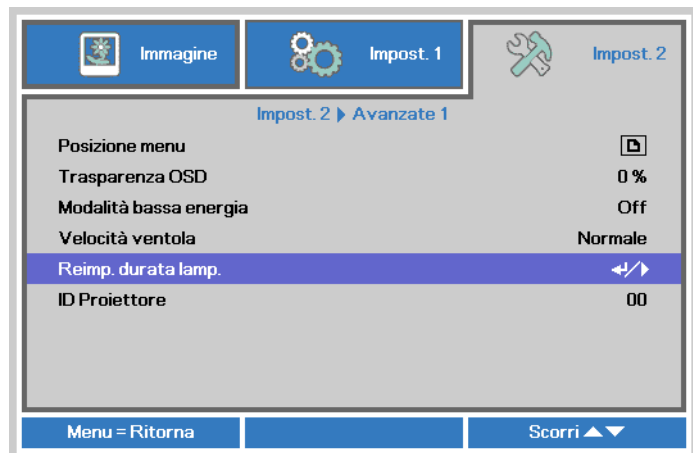 Immagine
Impost. 1
Impost. 2
Impost. 2 ▶ Avanzate 1
Posizione menu
Trasparenza OSD 0 %
Modalità bassa energia Off
Velocità ventola Normale
Reimp. durata lamp. ↵/▶
ID Proiettore 00
Menu = Ritorna
Scorri ▲▼